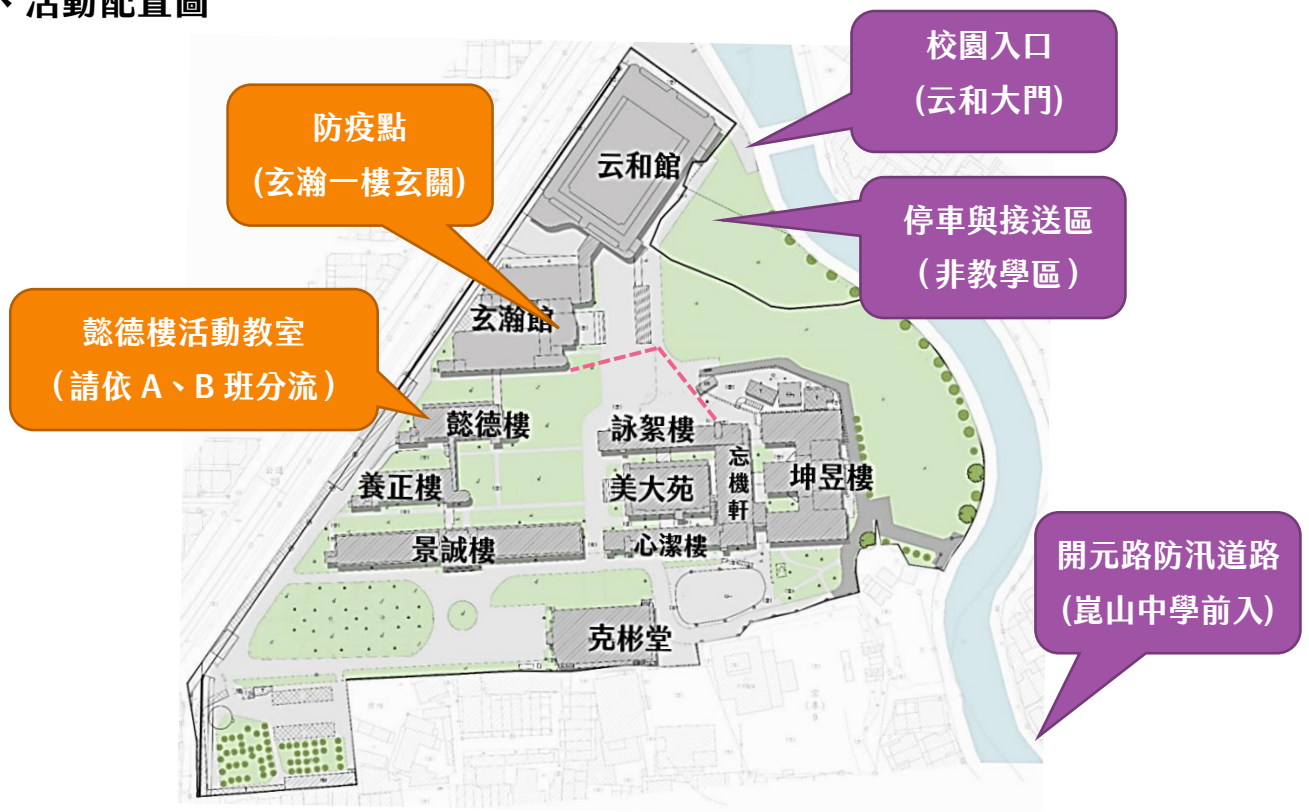 、活動配置圖
校園入口
(云和大門)
防疫點
(玄瀚一樓玄關)
云和館
停車與接送區
（非教學區）
玄瀚館
懿德樓活動教室
（請依 A、B 班分流）
懿德樓
詠絮樓
忘機軒
養正樓
美大苑
坤昱樓
景誠樓
心潔樓
開元路防汛道路
(崑山中學前入)
克彬堂